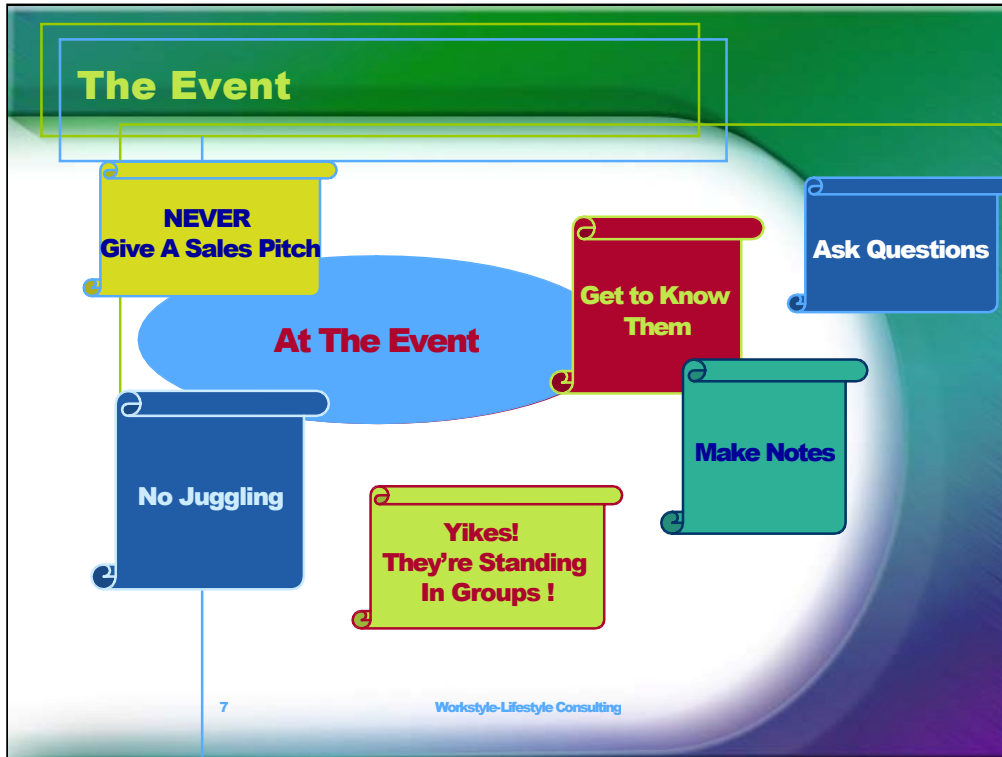 The Event
NEVER
Give A Sales Pitch
Ask Questions
Get to Know
Them
At The Event
Make Notes
No Juggling
Yikes!
They’re Standing
In Groups !
7
Workstyle-Lifestyle Consulting